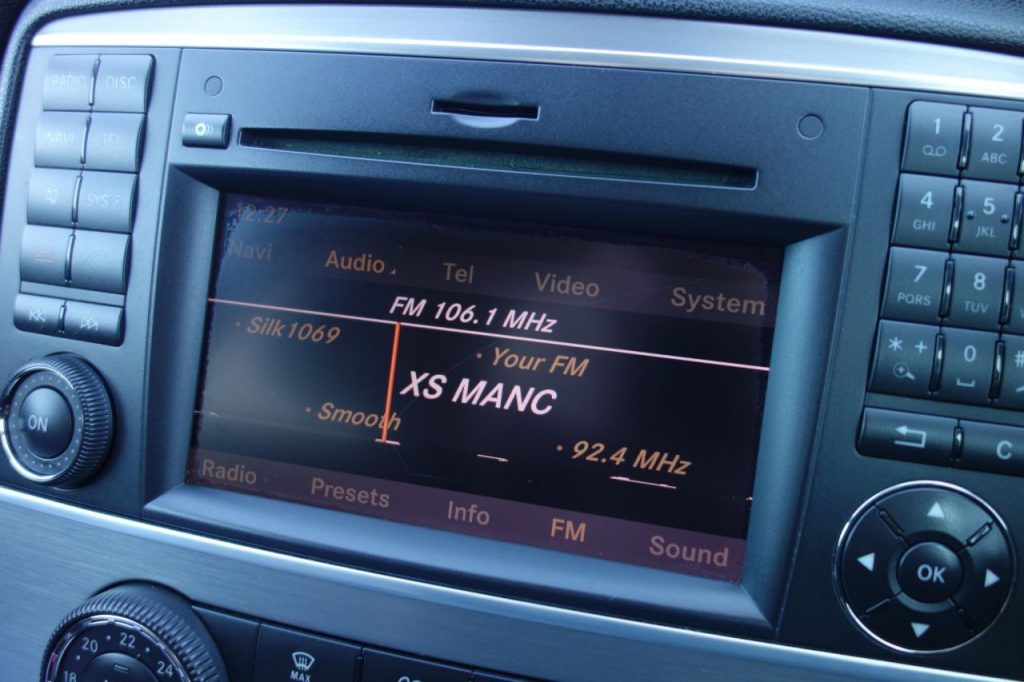 RADIO DISC
NAVI TEL
SYS
ON
12:27
Navi Audio Tel Video System
FM 106.1 MHz
Silk1069
Your FM
XS MANC
Smooth
92.4 MHz
Radio Presets Info FM Sound
1 2
ABC
4 5
GHI JKL
7 8
PQRS TUV
* + 0 #
C
OK
18 20 22 24
MAX